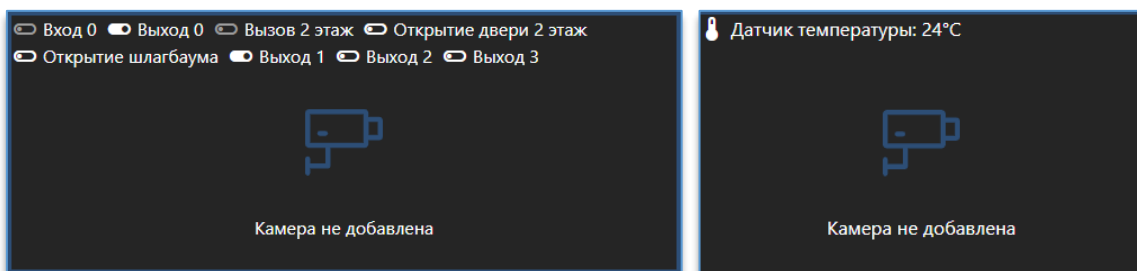 Вход 0 Выход 0 Вызов 2 этаж Открытие двери 2 этаж
Открытие шлагбаума Выход 1 Выход 2 Выход 3
Камера не добавлена
Датчик температуры: 24°C
Камера не добавлена